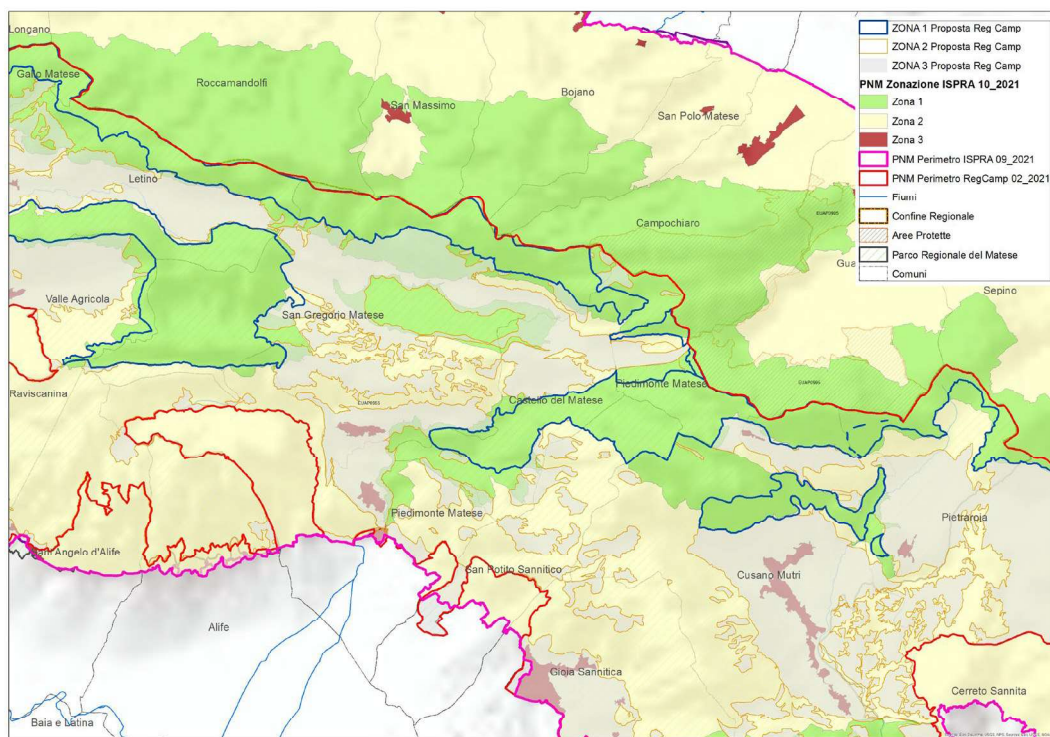 Longano
Gallo Matese
Roccamandolfi
San Massimo
Bojano
San Polo Matese
Letino
Campochiaro
EUAP0909
Gua
Sepino
Valle Agricola
San Gregorio Matese
Raviscanina
EUAP0955
Castello del Matese
Piedimonte Matese
Piedimonte Matese
Pietraroja
Sant Angelo d'Alife
San Potito Sannitico
Cusano Mutri
Alife
Gioia Sannitica
Baia e Latina
Cerreto Sannita
ZONA 1 Proposta Reg Camp
ZONA 2 Proposta Reg Camp
ZONA 3 Proposta Reg Camp
PNM Zonazione ISPRA 10_2021
Zona 1
Zona 2
Zona 3
PNM Perimetro ISPRA 09_2021
PNM Perimetro RegCamp 02_2021
Fiumi
Confine Regionale
Aree Protette
Parco Regionale del Matese
Comuni